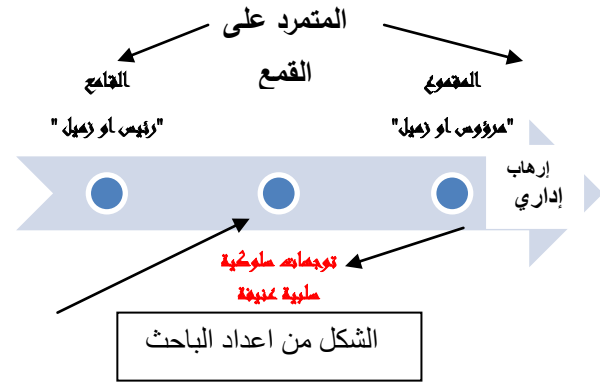 المتمرد على
القمع
المقموع
"مرؤوس او زميل"
القامع
"رئيس او زميل"
إرهاب
إداري
توجهات سلوكية
سلبية عنيفة
الشكل من اعداد الباحث